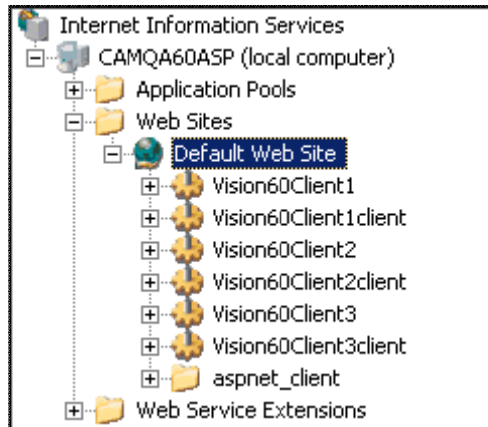 Internet Information Services
CAMQA60ASP (local computer)
Application Pools
Web Sites
Default Web Site
Vision60Client1
Vision60Client1client
Vision60Client2
Vision60Client2client
Vision60Client3
Vision60Client3client
aspnet_client
Web Service Extensions